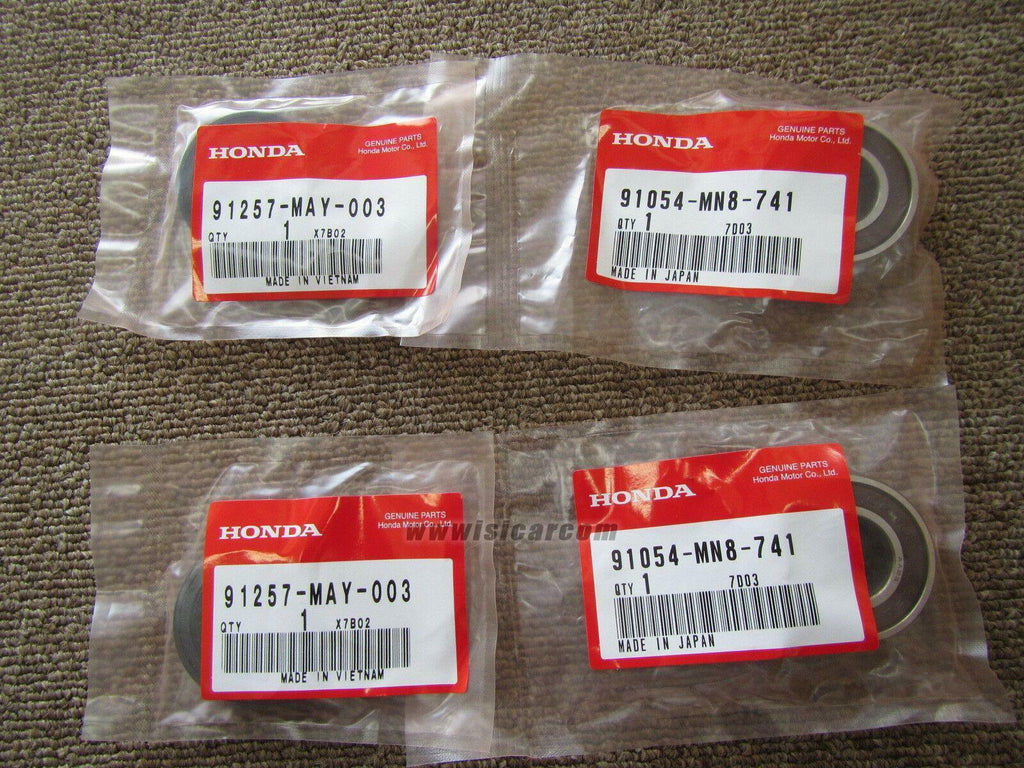 HONDA
GENUINE PARTS
Honda Motor Co., Ltd.
91257-MAY-003
QTY 1 X7B02
MADE IN VIETNAM
HONDA
GENUINE PARTS
Honda Motor Co., Ltd.
91054-MN8-741
QTY 1 7D03
MADE IN JAPAN
HONDA
GENUINE PARTS
Honda Motor Co., Ltd.
91257-MAY-003
QTY 1 X7B02
MADE IN VIETNAM
wwwisicarcom
HONDA
GENUINE PARTS
Honda Motor Co., Ltd.
91054-MN8-741
QTY 1 7D03
MADE IN JAPAN